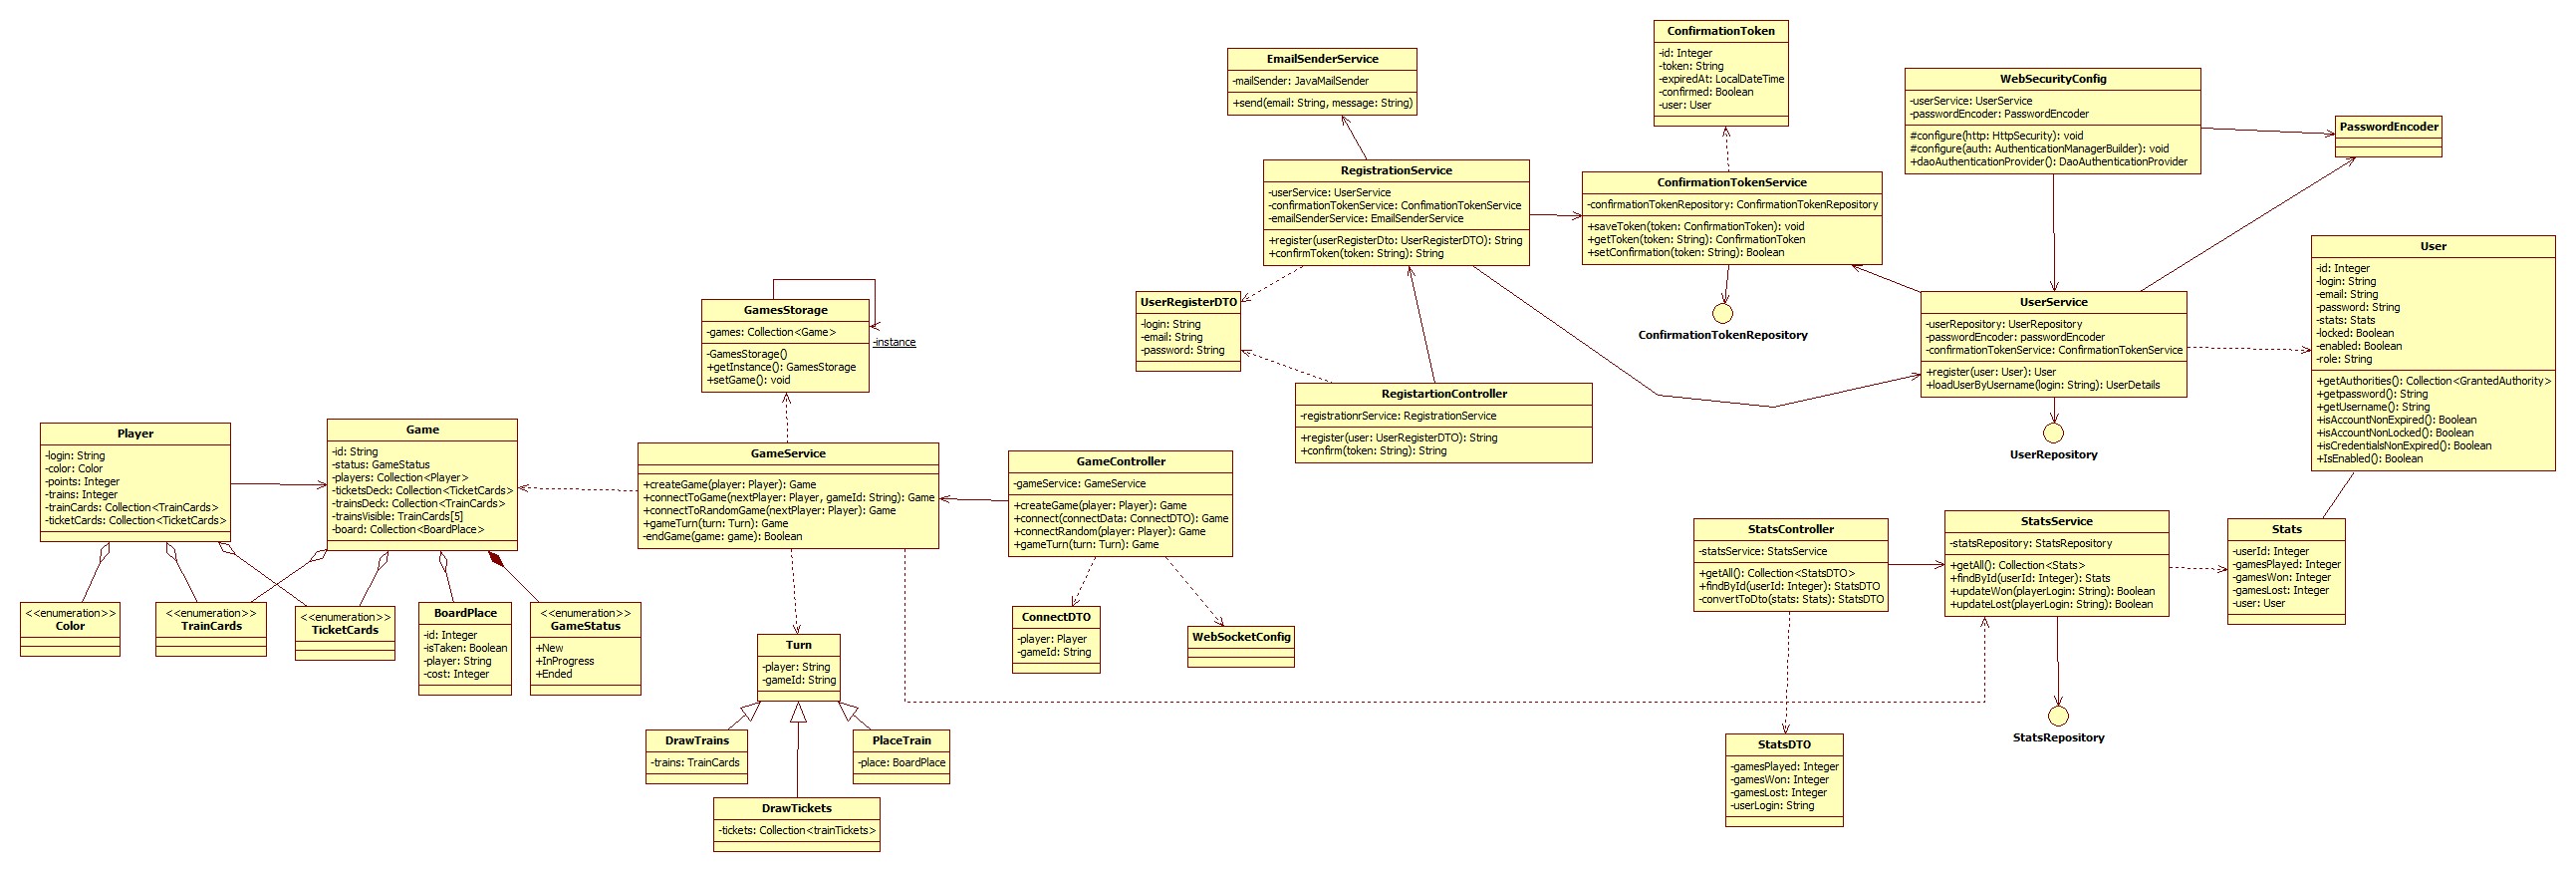 ConfirmationToken
-id: Integer
-token: String
-expiredAt: LocalDateTime
-confirmed: Boolean
-user: User
EmailSenderService
-mailSender: JavaMailSender
+send(email: String, message: String)
WebSecurityConfig
-userService: UserService
-passwordEncoder: PasswordEncoder
#configure(http: HttpSecurity): void
#configure(auth: AuthenticationManagerBuilder): void
+daoAuthenticationProvider(): DaoAuthenticationProvider
PasswordEncoder
RegistrationService
-userService: UserService
-confirmationTokenService: ConfimationTokenService
-emailSenderService: EmailSenderService
+register(userRegisterDto: UserRegisterDTO): String
+confirmToken(token: String): String
ConfirmationTokenService
-confirmationTokenRepository: ConfirmationTokenRepository
+saveToken(token: ConfirmationToken): void
+getToken(token: String): ConfirmationToken
+setConfirmation(token: String): Boolean
User
-id: Integer
-login: String
-email: String
-password: String
-stats: Stats
-locked: Boolean
-enabled: Boolean
-role: String
+getAuthorities(): Collection<GrantedAuthority>
+getpassword(): String
+getUsername(): String
+isAccountNonExpired(): Boolean
+isAccountNonLocked(): Boolean
+isCredentialsNonExpired(): Boolean
+IsEnabled(): Boolean
UserRegisterDTO
-login: String
-email: String
-password: String
ConfirmationTokenRepository
UserService
-userRepository: UserRepository
-passwordEncoder: passwordEncoder
-confirmationTokenService: ConfirmationTokenService
+register(user: User): User
+loadUserByUsername(login: String): UserDetails
GamesStorage
-games: Collection<Game>
-GamesStorage()
+getInstance(): GamesStorage
+setGame(): void
-instance
RegistartionController
-registrationrService: RegistrationService
+register(user: UserRegisterDTO): String
+confirm(token: String): String
UserRepository
Player
-login: String
-color: Color
-points: Integer
-trains: Integer
-trainCards: Collection<TrainCards>
-ticketCards: Collection<TicketCards>
Game
-id: String
-status: GameStatus
-players: Collection<Player>
-ticketsDeck: Collection<TicketCards>
-trainsDeck: Collection<TrainCards>
-trainsVisible: TrainCards[5]
-board: Collection<BoardPlace>
GameService
+createGame(player: Player): Game
+connectToGame(nextPlayer: Player, gameId: String): Game
+connectToRandomGame(nextPlayer: Player): Game
+gameTurn(turn: Turn): Game
-endGame(game: game): Boolean
GameController
-gameService: GameService
+createGame(player: Player): Game
+connect(connectData: ConnectDTO): Game
+connectRandom(player: Player): Game
+gameTurn(turn: Turn): Game
StatsController
-statsService: StatsService
+getAll(): Collection<StatsDTO>
+findById(userId: Integer): StatsDTO
-convertToDto(stats: Stats): StatsDTO
StatsService
-statsRepository: StatsRepository
+getAll(): Collection<Stats>
+findById(userId: Integer): Stats
+updateWon(playerLogin: String): Boolean
+updateLost(playerLogin: String): Boolean
Stats
-userId: Integer
-gamesPlayed: Integer
-gamesWon: Integer
-gamesLost: Integer
-user: User
<<enumeration>>
Color
<<enumeration>>
TrainCards
<<enumeration>>
TicketCards
BoardPlace
-id: Integer
-isTaken: Boolean
-player: String
-cost: Integer
<<enumeration>>
GameStatus
+New
+InProgress
+Ended
ConnectDTO
-player: Player
-gameId: String
WebSocketConfig
Turn
-player: String
-gameId: String
DrawTrains
-trains: TrainCards
PlaceTrain
-place: BoardPlace
DrawTickets
-tickets: Collection<trainTickets>
StatsRepository
StatsDTO
-gamesPlayed: Integer
-gamesWon: Integer
-gamesLost: Integer
-userLogin: String